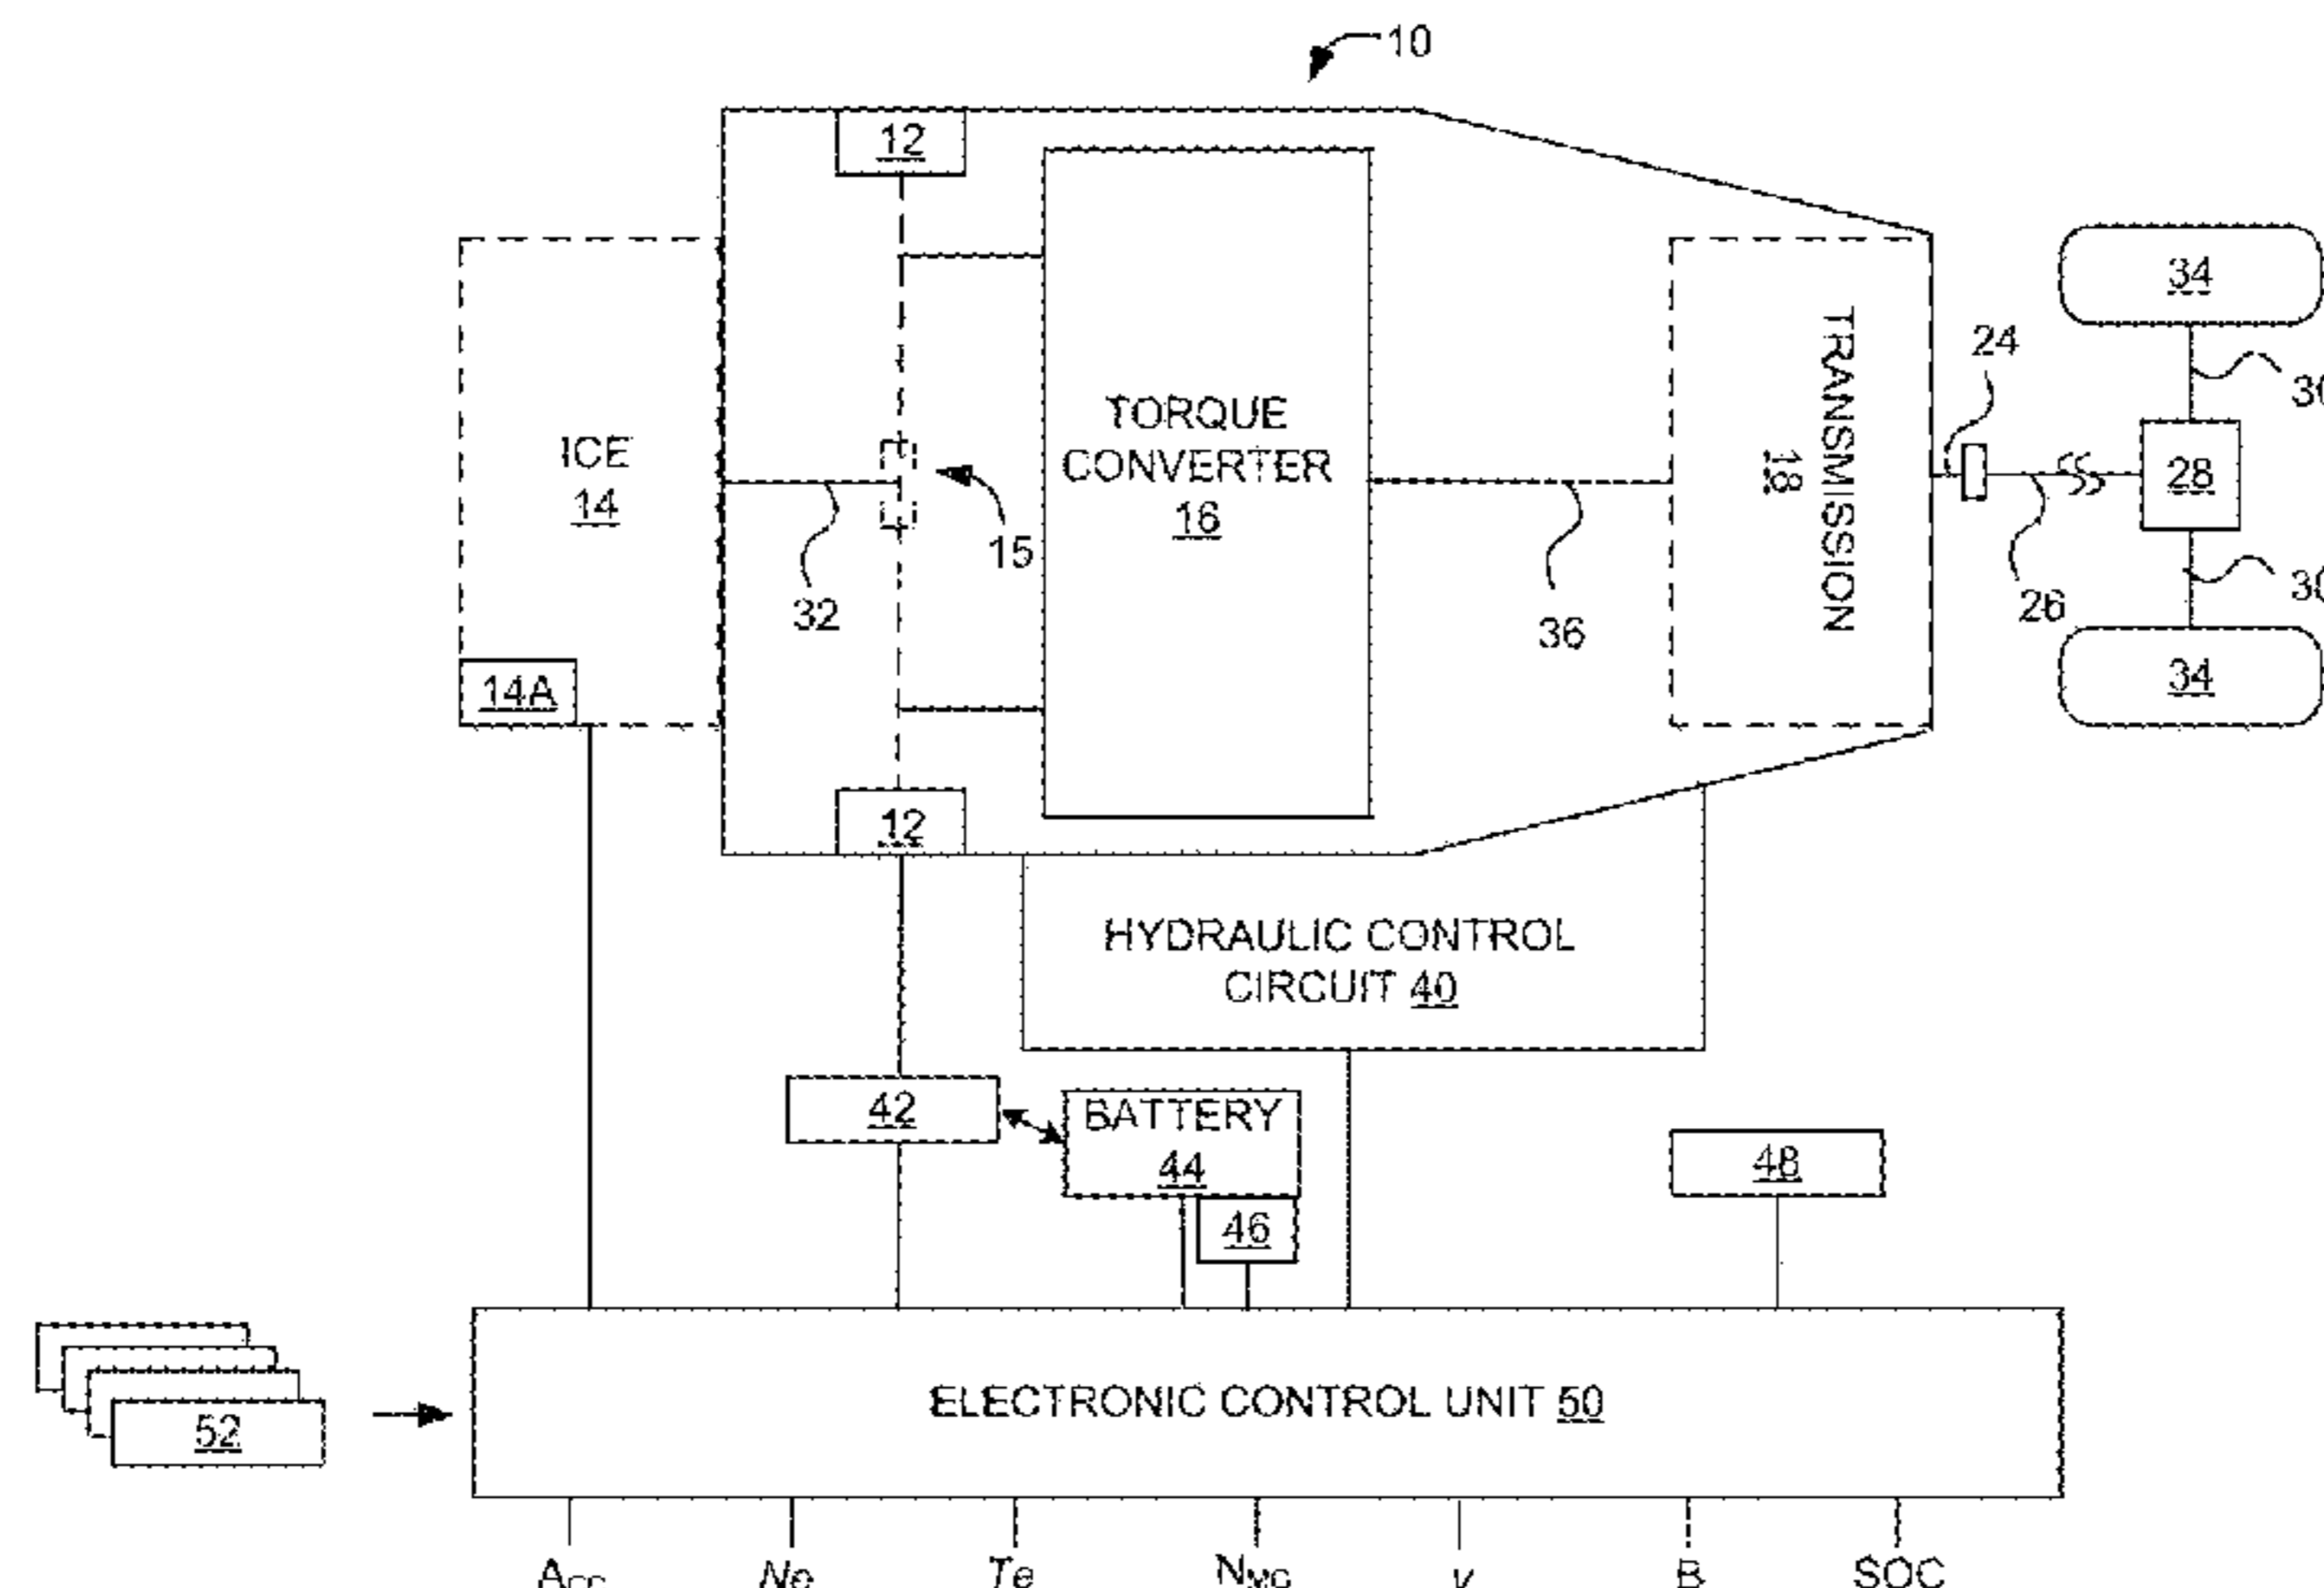 10
12
34
24
30
TORQUE
CONVERTER
16
ICE
14
TRANSMISSION
18
28
15
32
36
26
30
14A
34
12
HYDRAULIC CONTROL
CIRCUIT 40
42
BATTERY
44
48
46
ELECTRONIC CONTROL UNIT 50
52
Acc Ne Te NMG V B SOC